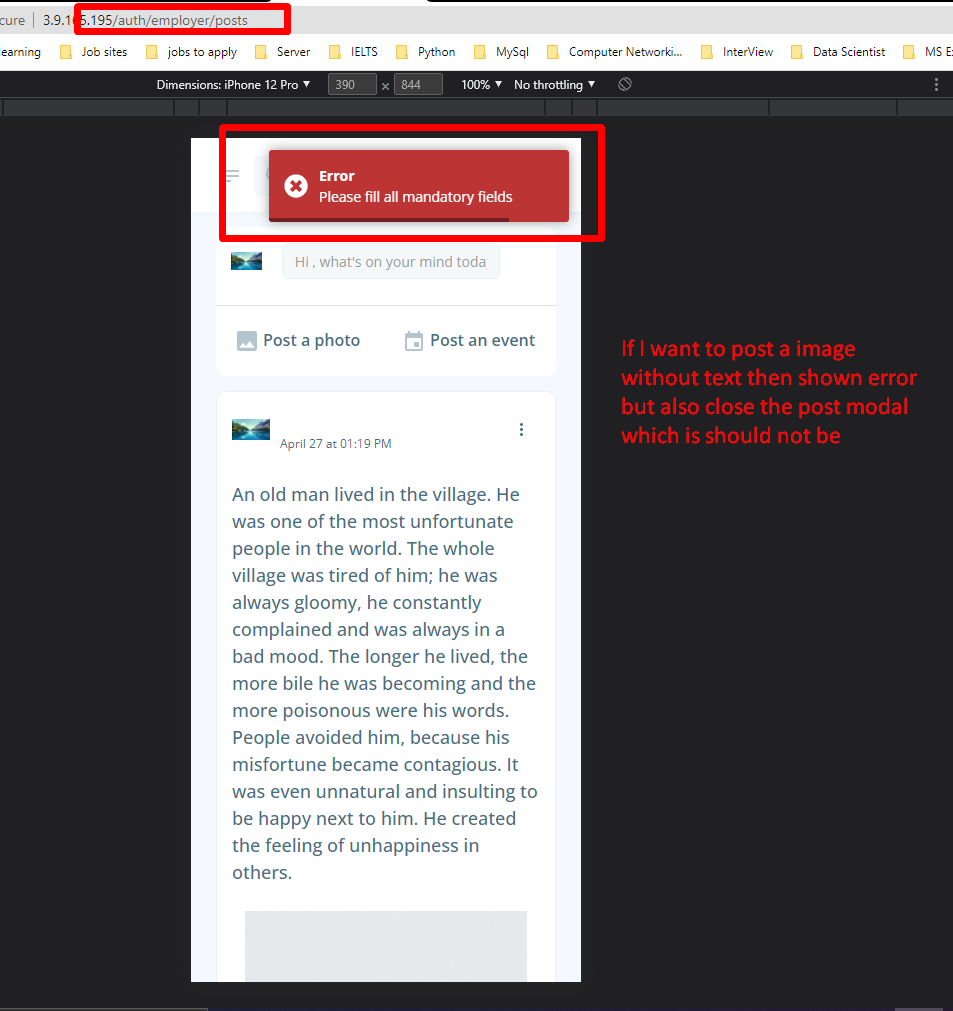 cure 3.9.165.195/auth/employer/posts
earning Job sites jobs to apply Server IELTS Python MySql Computer Networki... InterView Data Scientist MS E
Dimensions: iPhone 12 Pro ▼ 390 × 844 100% ▼ No throttling ▼
Error
Please fill all mandatory fields
Hi , what's on your mind toda
Post a photo Post an event
If I want to post a image
without text then shown error
but also close the post modal
which is should not be
April 27 at 01:19 PM
An old man lived in the village. He
was one of the most unfortunate
people in the world. The whole
village was tired of him; he was
always gloomy, he constantly
complained and was always in a
bad mood. The longer he lived, the
more bile he was becoming and the
more poisonous were his words.
People avoided him, because his
misfortune became contagious. It
was even unnatural and insulting to
be happy next to him. He created
the feeling of unhappiness in
others.